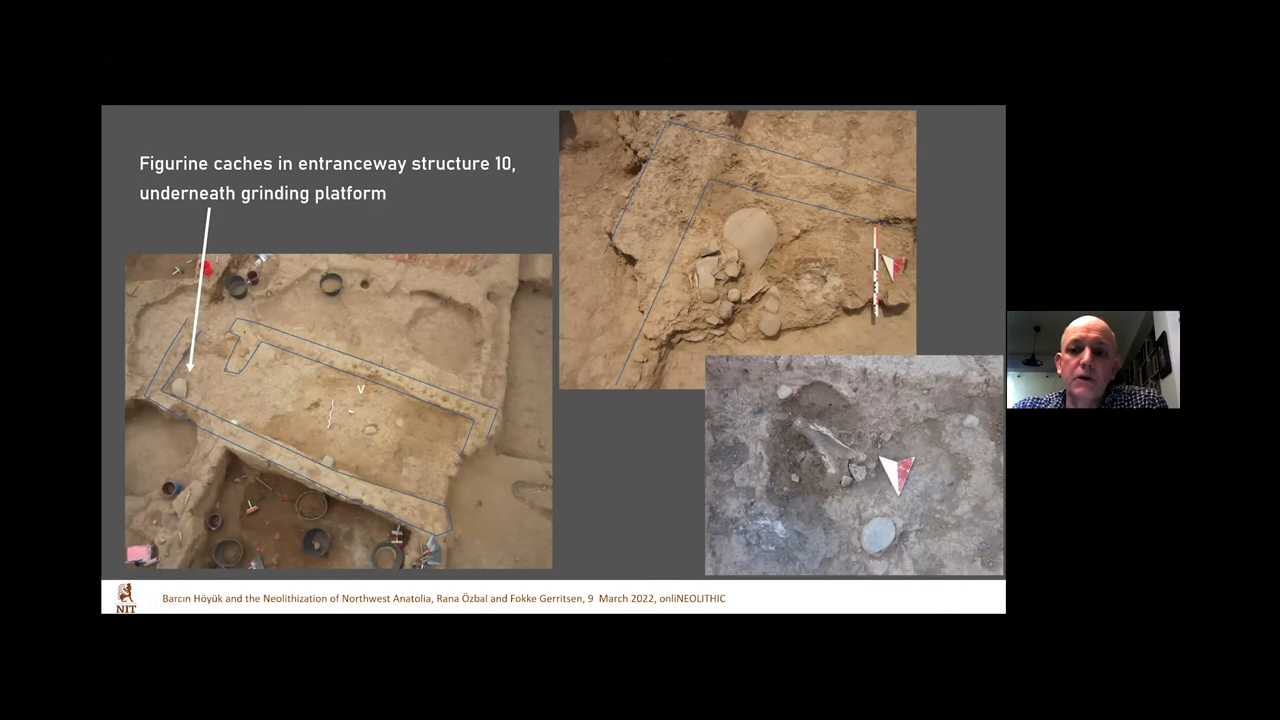 Figurine caches in entranceway structure 10,
underneath grinding platform
V
NIT
Barcın Höyük and the Neolithization of Northwest Anatolia, Rana Özbal and Fokke Gerritsen, 9 March 2022, onliNEOLITHIC